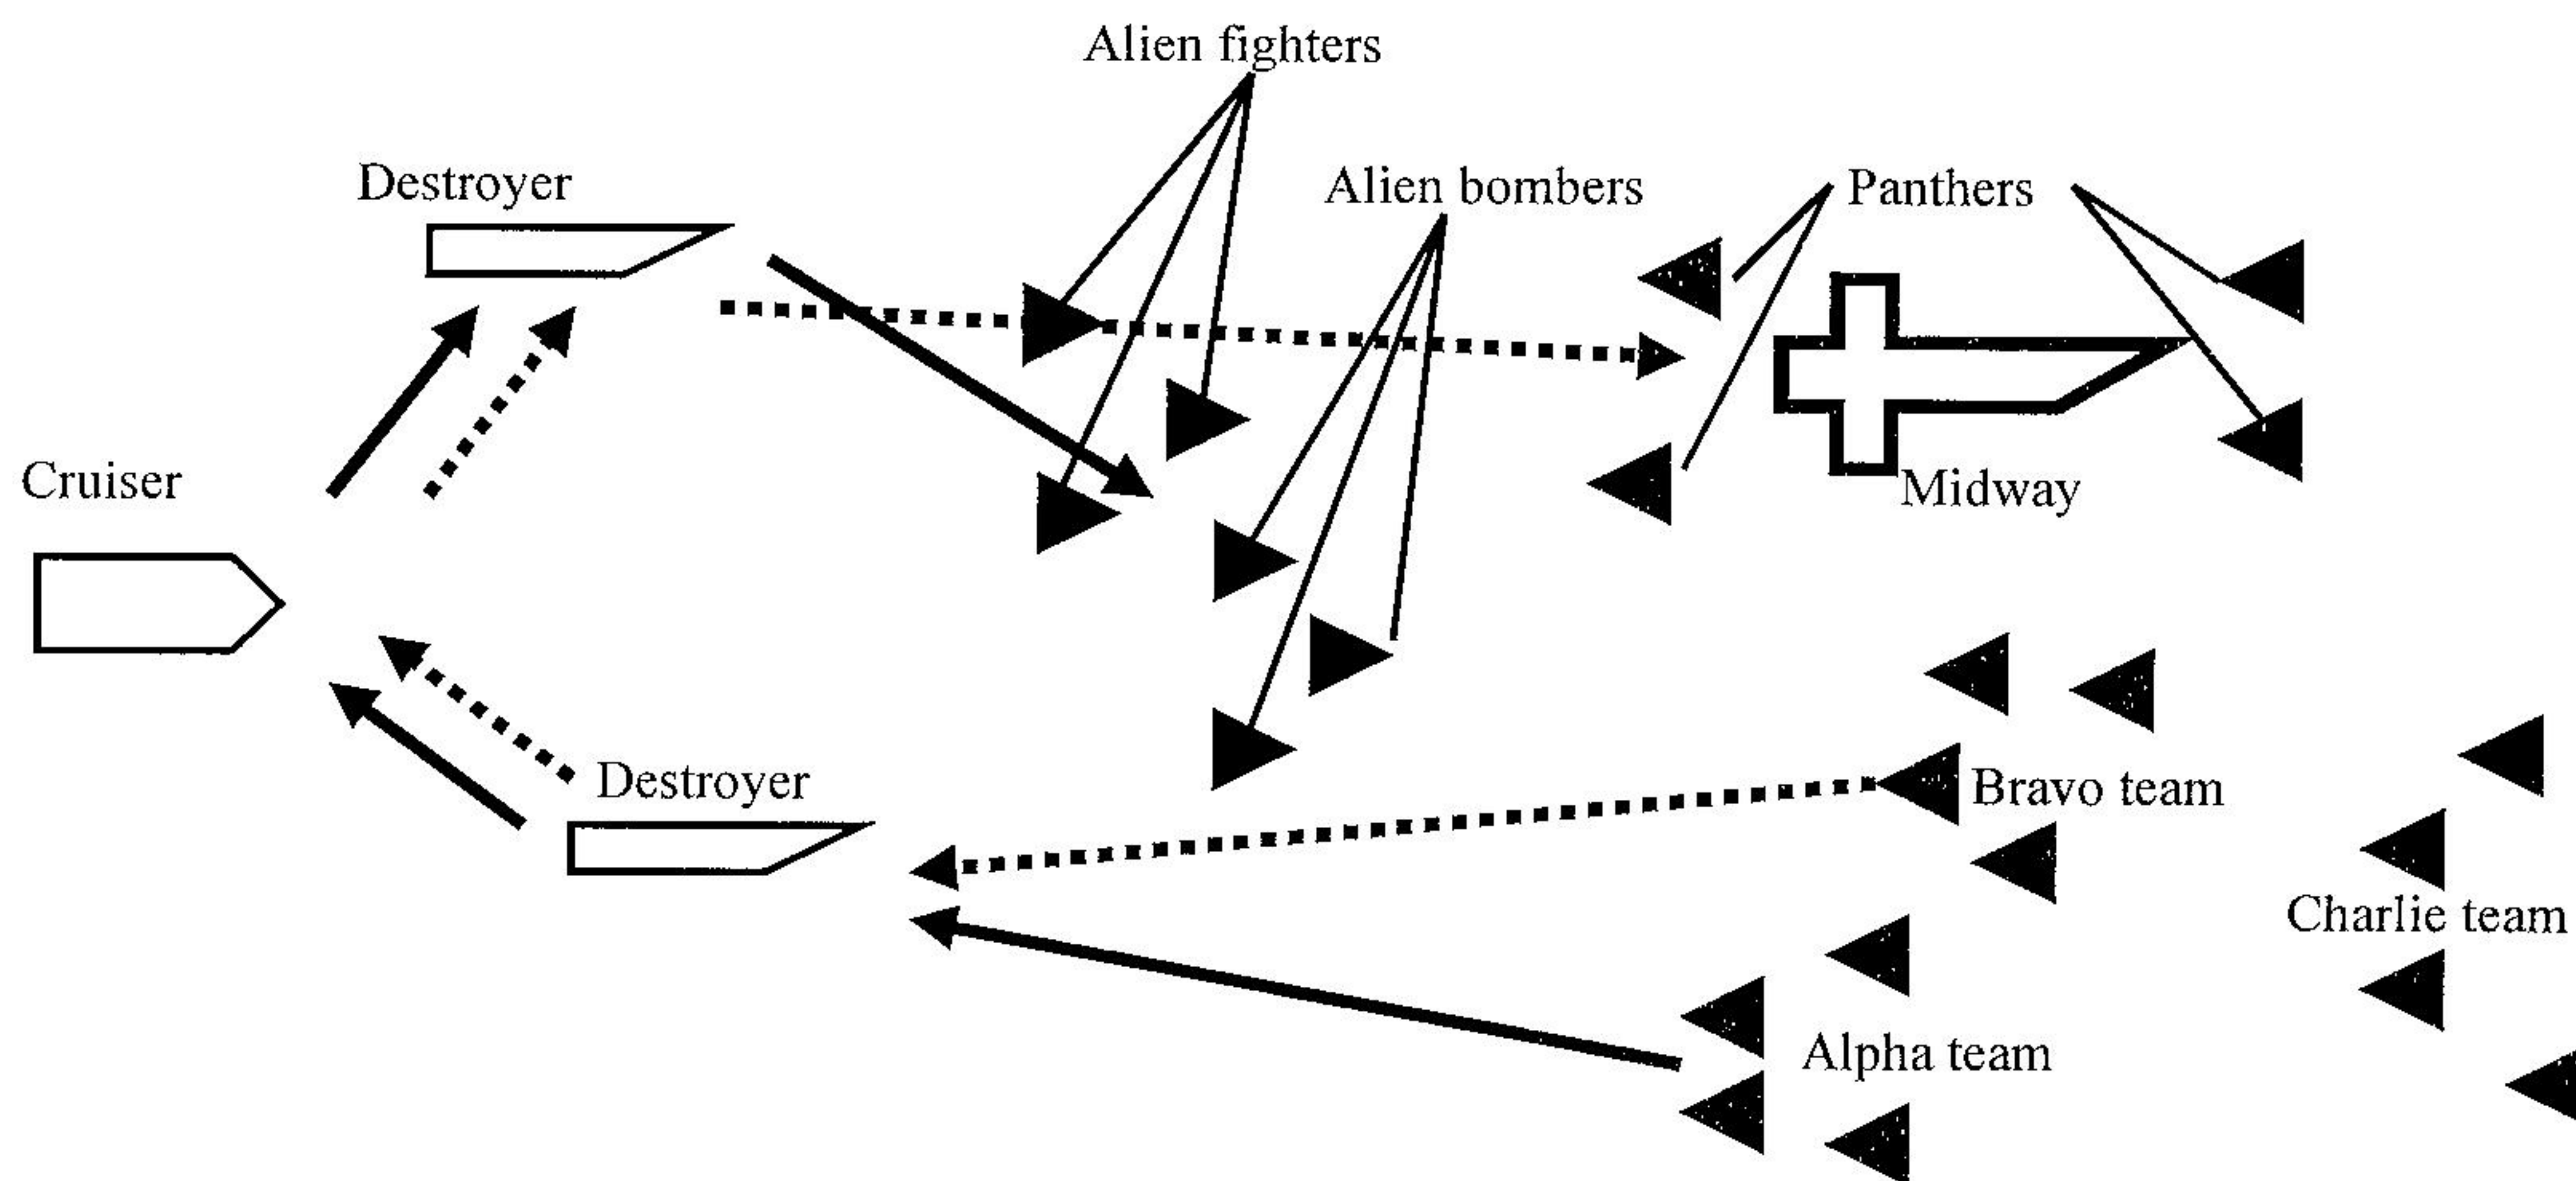 Alien fighters
Destroyer
Alien bombers
Panthers
Cruiser
Midway
Destroyer
Bravo team
Charlie team
Alpha team